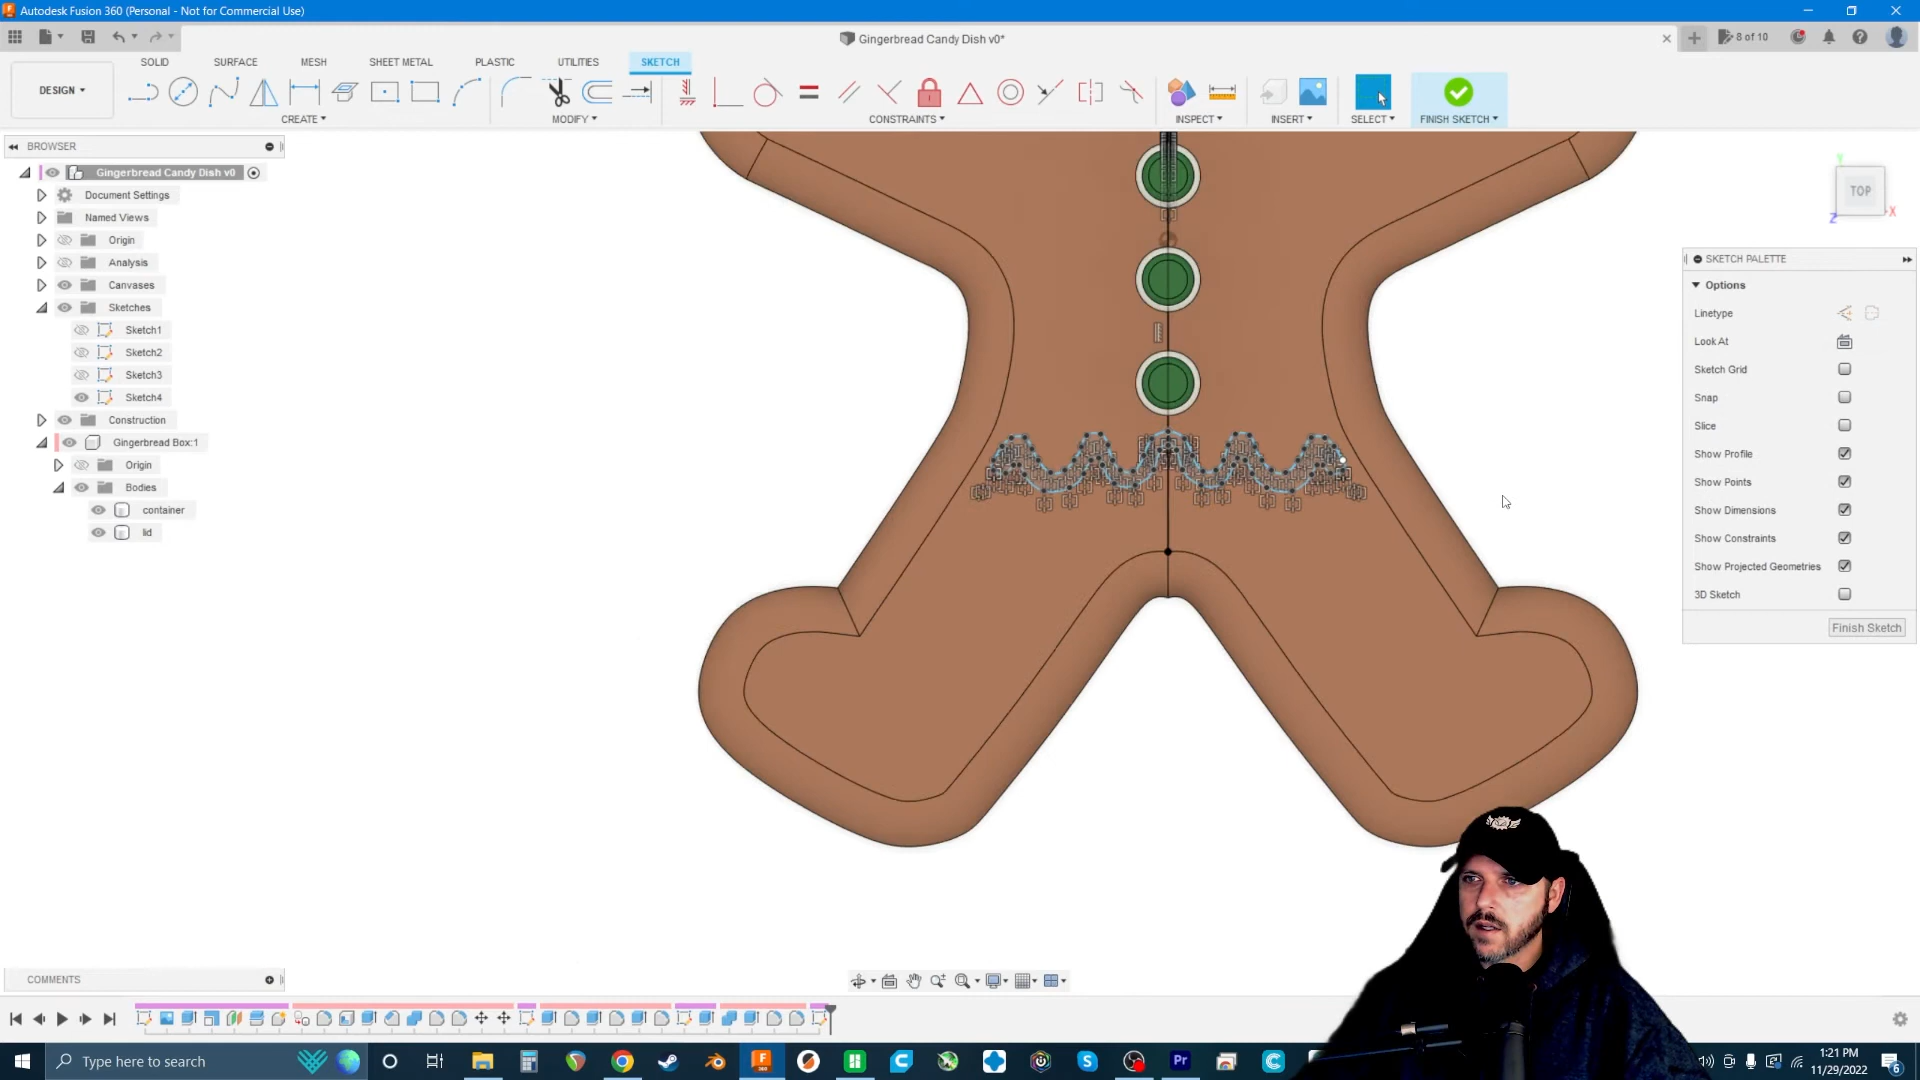 Autodesk Fusion 360 (Personal - Not for Commercial Use)
Gingerbread Candy Dish v0*
8 of 10
SOLID
SURFACE
MESH
SHEET METAL
PLASTIC
UTILITIES
SKETCH
DESIGN
CREATE
MODIFY
CONSTRAINTS
INSPECT
INSERT
SELECT
FINISH SKETCH
BROWSER
Gingerbread Candy Dish v0
Document Settings
Named Views
Origin
Analysis
Canvases
Sketches
Sketch1
Sketch2
Sketch3
Sketch4
Construction
Gingerbread Box:1
Origin
Bodies
container
lid
TOP
Y
Z
X
SKETCH PALETTE
Options
Linetype
Look At
Sketch Grid
Snap
Slice
Show Profile
Show Points
Show Dimensions
Show Constraints
Show Projected Geometries
3D Sketch
Finish Sketch
COMMENTS
Type here to search
F
360
Pr
1:21 PM
11/29/2022
6